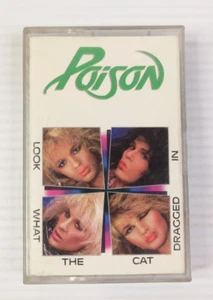 POISON
LOOK WHAT THE CAT DRAGGED IN